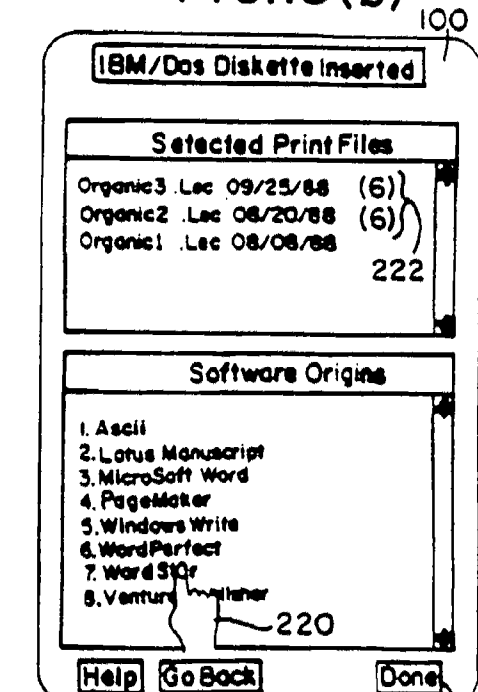 100
IBM/Dos Diskette Inserted
Selected Print Files
Organic3 .Lec 09/25/88 (6)
Organic2 .Lec 08/20/88 (6)
Organic1 .Lec 08/08/88
222
Software Origins
1. Ascii
2. Lotus Manuscript
3. MicroSoft Word
4. PageMaker
5. Windows Write
6. WordPerfect
7. Word Star
8. Ventura lisher
220
Help Go Back Done